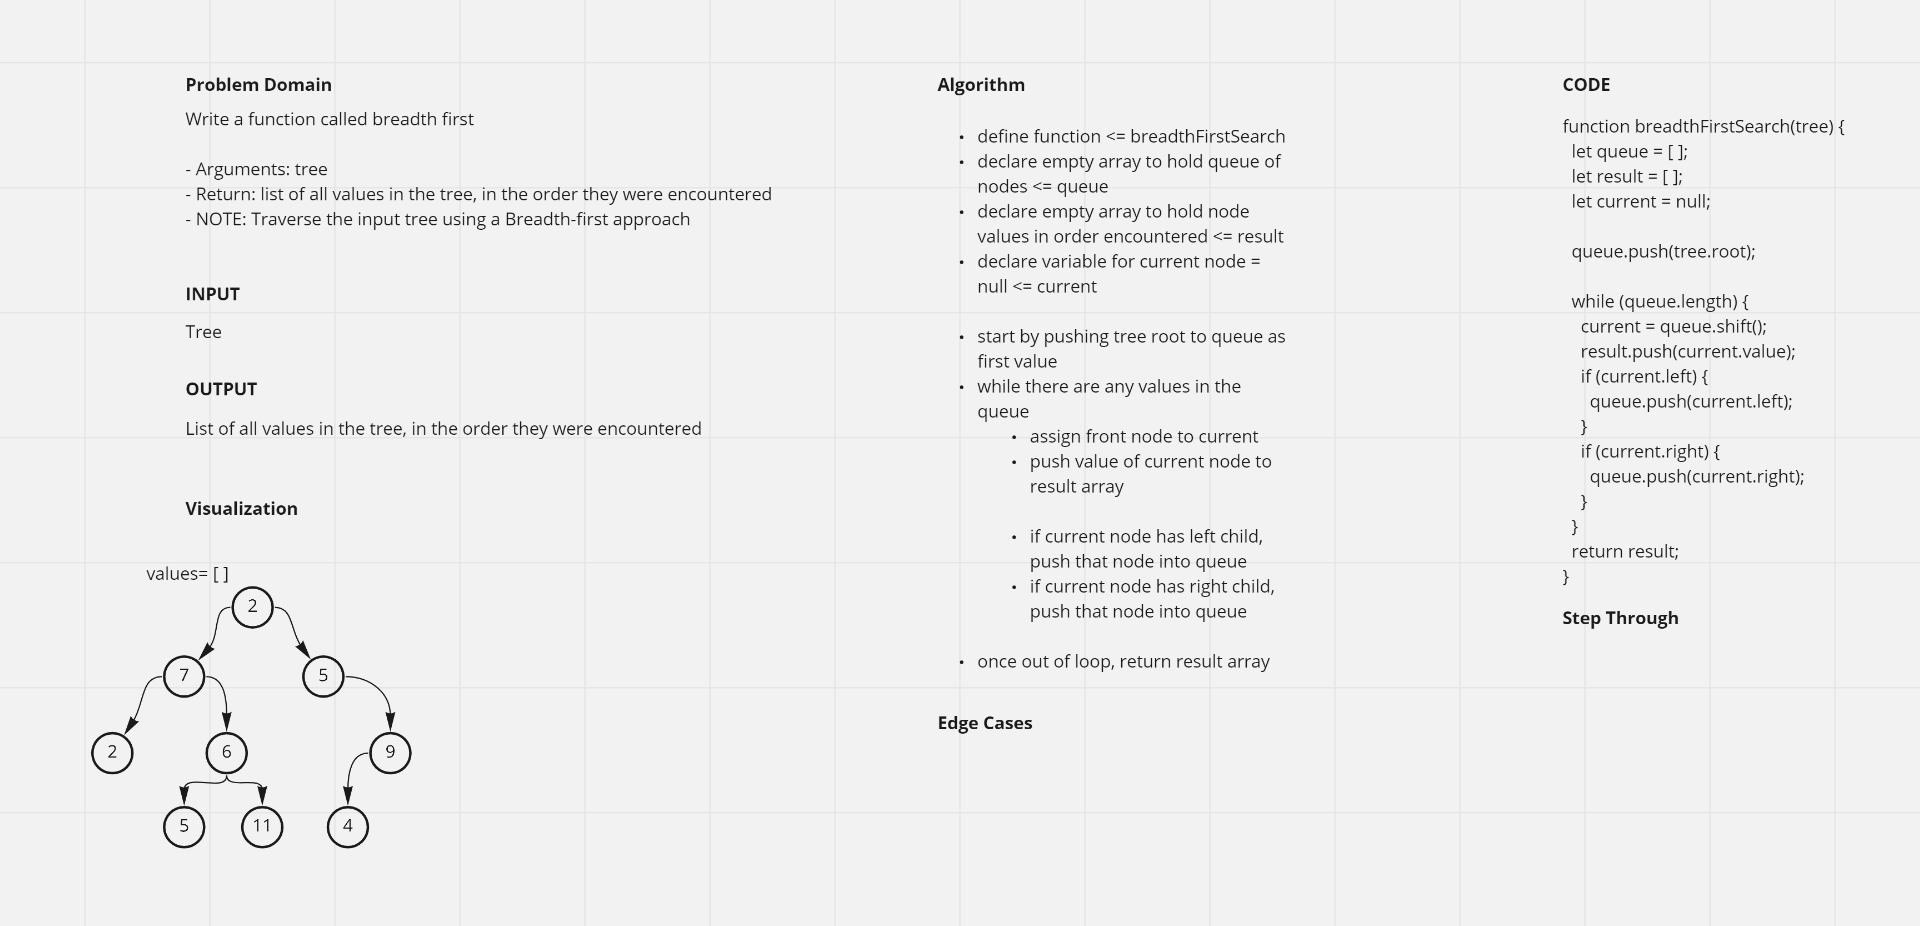 Problem Domain
Write a function called breadth first
- Arguments: tree
- Return: list of all values in the tree, in the order they were encountered
- NOTE: Traverse the input tree using a Breadth-first approach
INPUT
Tree
OUTPUT
List of all values in the tree, in the order they were encountered
Visualization
values= [ ]
2
7
5
2
6
9
5
11
4
Algorithm
• define function <= breadthFirstSearch
• declare empty array to hold queue of
nodes <= queue
• declare empty array to hold node
values in order encountered <= result
• declare variable for current node =
null <= current
• start by pushing tree root to queue as
first value
• while there are any values in the
queue
• assign front node to current
• push value of current node to
result array
• if current node has left child,
push that node into queue
• if current node has right child,
push that node into queue
• once out of loop, return result array
Edge Cases
CODE
function breadthFirstSearch(tree) {
let queue = [ ];
let result = [ ];
let current = null;
queue.push(tree.root);
while (queue.length) {
current = queue.shift();
result.push(current.value);
if (current.left) {
queue.push(current.left);
}
if (current.right) {
queue.push(current.right);
}
}
return result;
}
Step Through